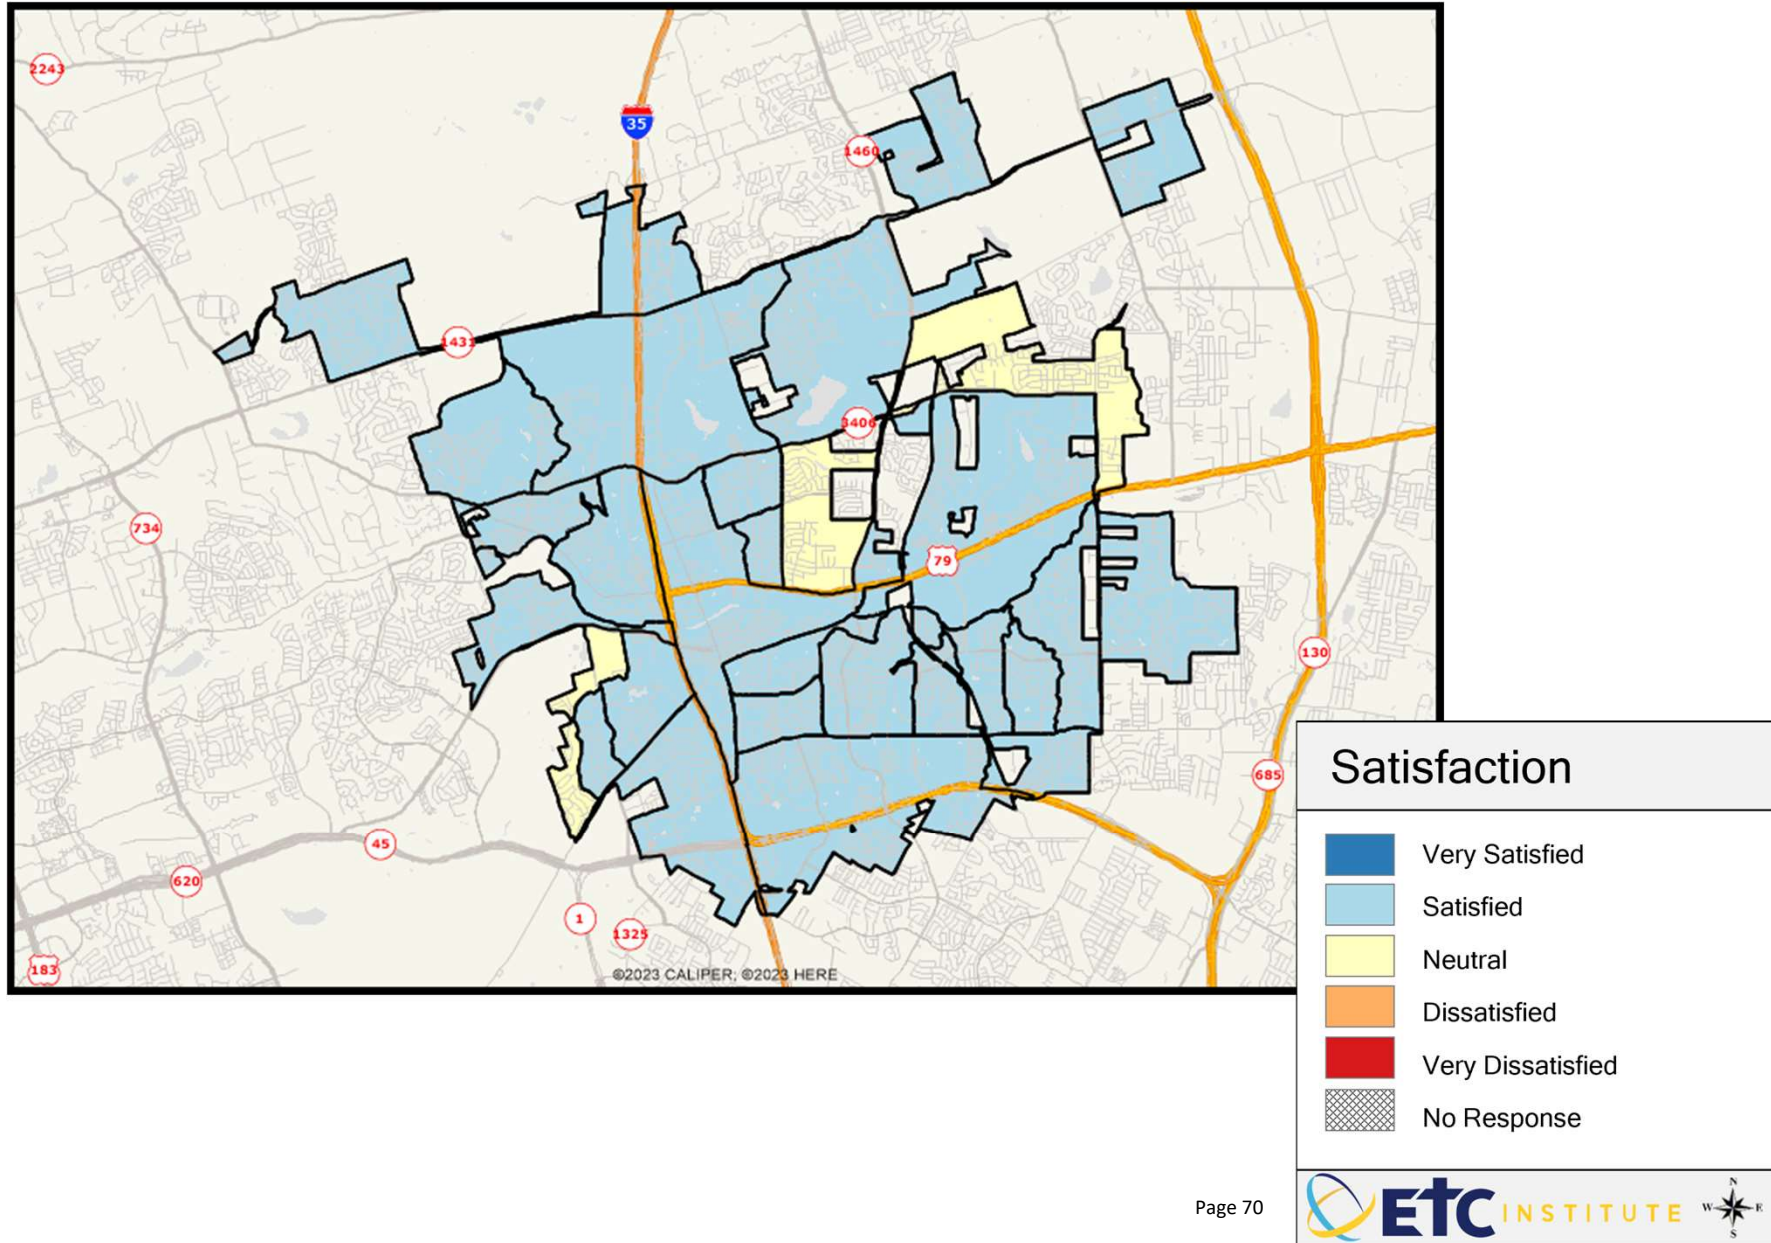 2243
35
1460
1431
3406
734
79
130
685
45
620
1
1325
183
©2023 CALIPER; ©2023 HERE
Satisfaction
Very Satisfied
Satisfied
Neutral
Dissatisfied
Very Dissatisfied
No Response
Page 70
ETC INSTITUTE
N
W E
S